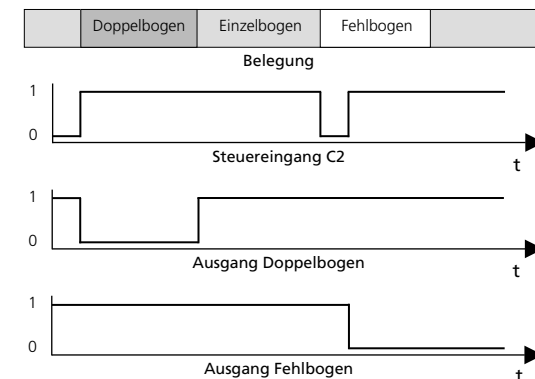 Doppelbogen Einzelbogen Fehlbogen
Belegung
1
0
Steuereingang C2
t
1
0
Ausgang Doppelbogen
t
1
0
Ausgang Fehlbogen
t